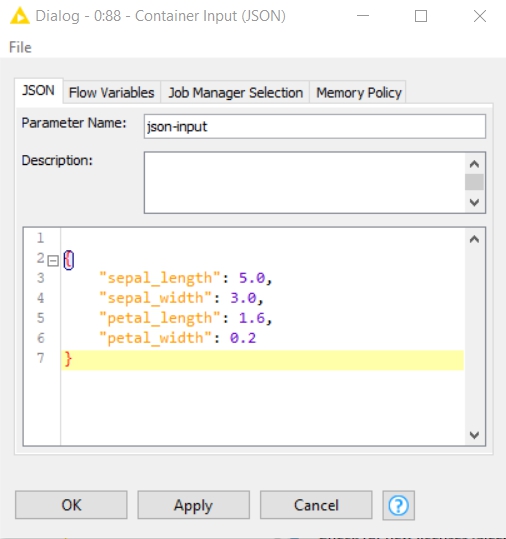 Dialog - 0:88 - Container Input (JSON)
File
JSON Flow Variables Job Manager Selection Memory Policy
Parameter Name: json-input
Description:
1
2 {
3 "sepal_length": 5.0,
4 "sepal_width": 3.0,
5 "petal_length": 1.6,
6 "petal_width": 0.2
7 }
OK Apply Cancel ?